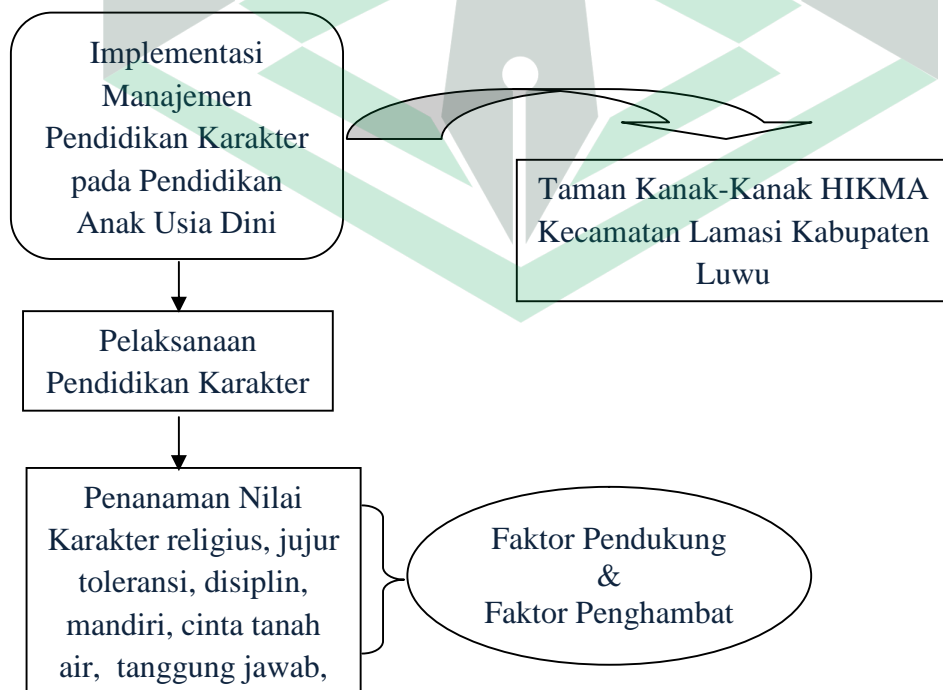 Implementasi
Manajemen
Pendidikan Karakter
pada Pendidikan
Anak Usia Dini
Taman Kanak-Kanak HIKMA
Kecamatan Lamasi Kabupaten
Luwu
Pelaksanaan
Pendidikan Karakter
Penanaman Nilai
Karakter religius, jujur
toleransi, disiplin,
mandiri, cinta tanah
air, tanggung jawab,
Faktor Pendukung
&
Faktor Penghambat